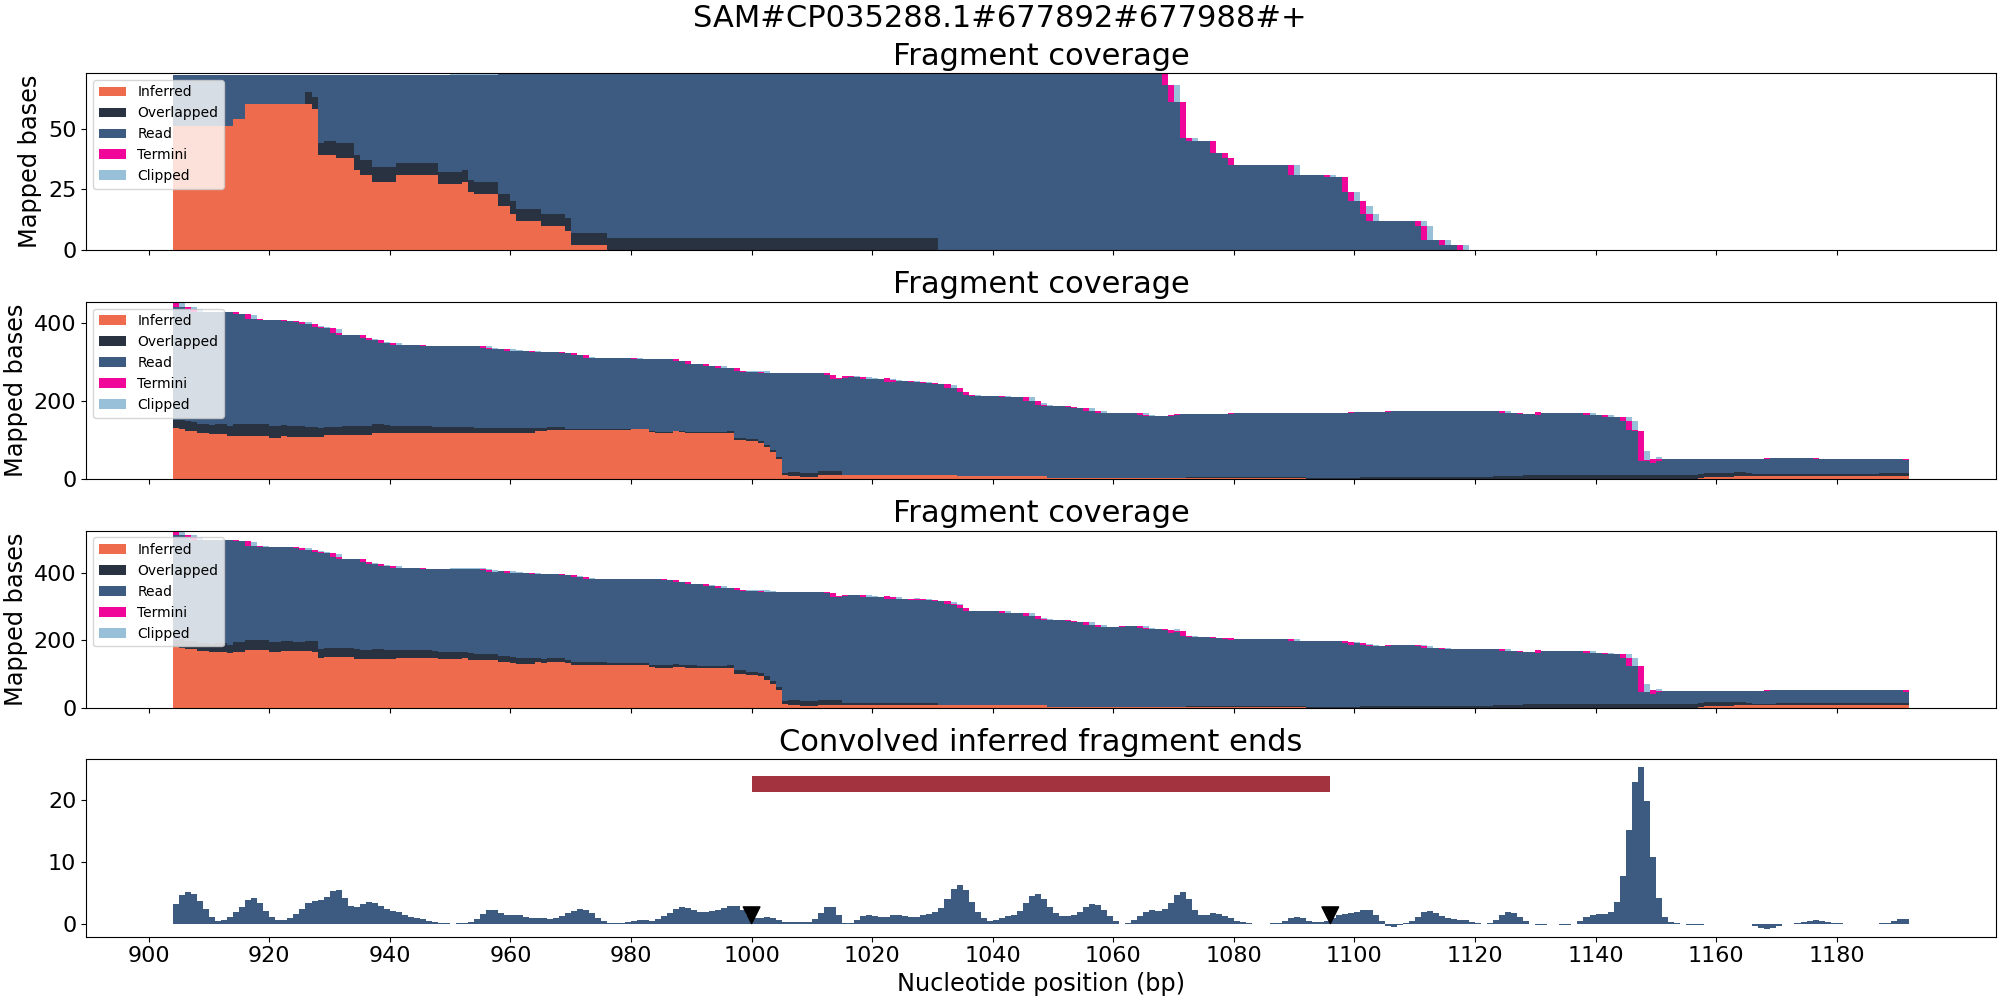 SAM#CP035288.1#677892#677988#+
Fragment coverage
Mapped bases
50
25
0
Inferred
Overlapped
Read
Termini
Clipped
Fragment coverage
Mapped bases
400
200
0
Inferred
Overlapped
Read
Termini
Clipped
Fragment coverage
Mapped bases
400
200
0
Inferred
Overlapped
Read
Termini
Clipped
Convolved inferred fragment ends
20
10
0
900 920 940 960 980 1000 1020 1040 1060 1080 1100 1120 1140 1160 1180
Nucleotide position (bp)